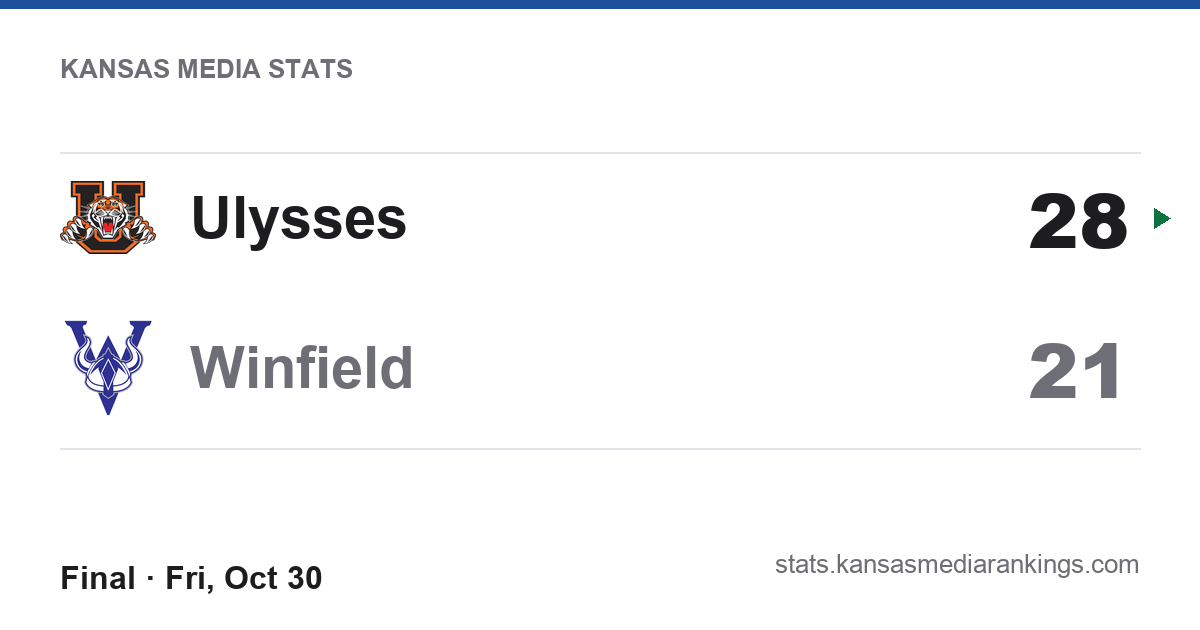 KANSAS MEDIA STATS
Ulysses 28
Winfield 21
Final · Fri, Oct 30
stats.kansasmediarankings.com